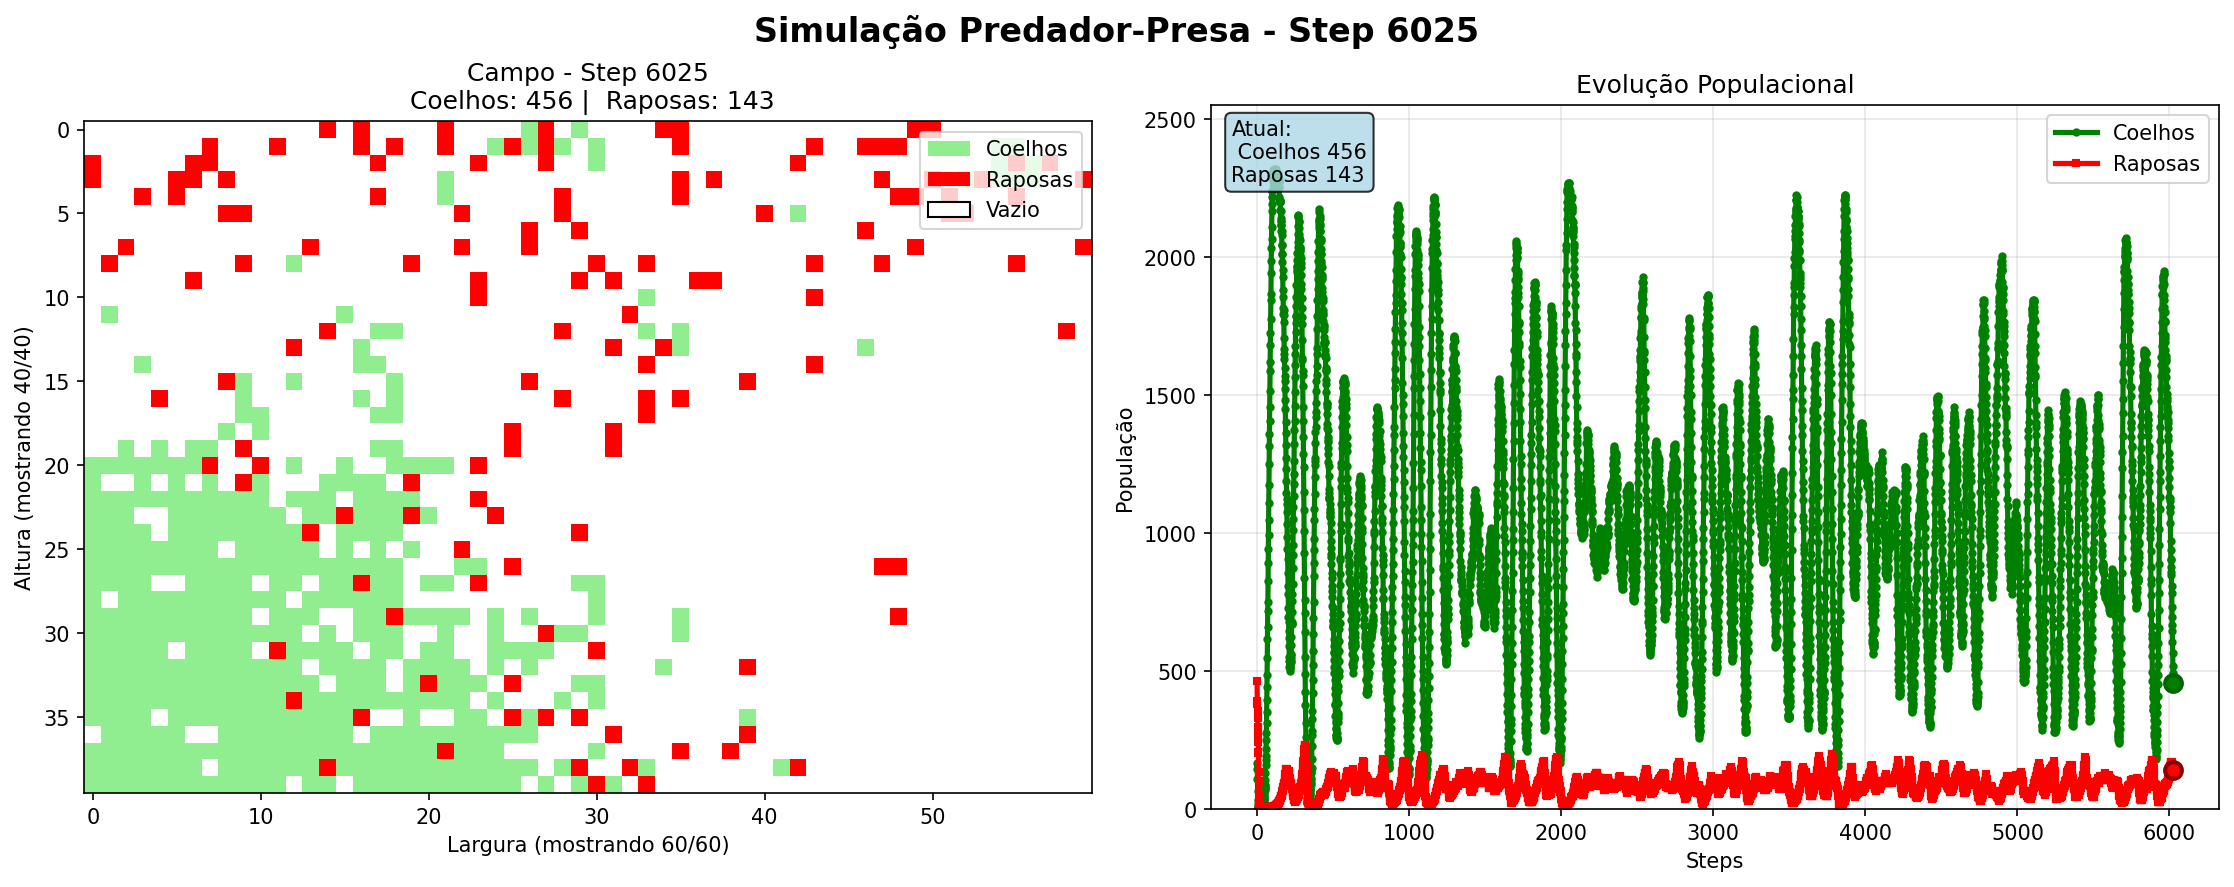 Simulação Predador-Presa - Step 6025
Campo - Step 6025
Coelhos: 456 |  Raposas: 143
Coelhos
Raposas
Vazio
0
5
10
15
20
25
30
35
Altura (mostrando 40/40)
0
10
20
30
40
50
Largura (mostrando 60/60)
Evolução Populacional
Atual:
Coelhos 456
Raposas 143
Coelhos
Raposas
2500
2000
1500
1000
500
0
População
0
1000
2000
3000
4000
5000
6000
Steps